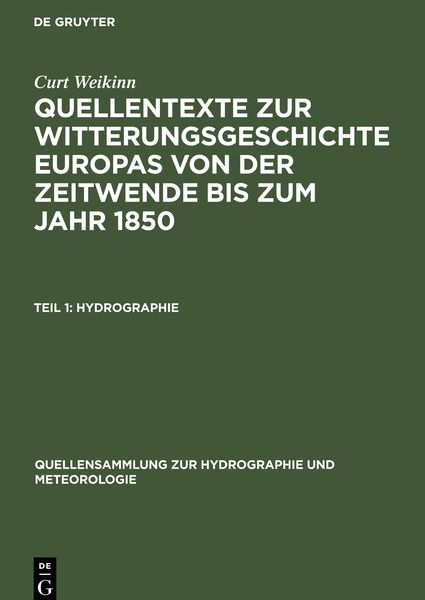 DE GRUYTER
Curt Weikinn
QUELLENTEXTE ZUR
WITTERUNGSGESCHICHTE
EUROPAS VON DER
ZEITWENDE BIS ZUM
JAHR 1850
TEIL 1: HYDROGRAPHIE
QUELLENSAMMLUNG ZUR HYDROGRAPHIE UND
METEOROLOGIE
DE
G